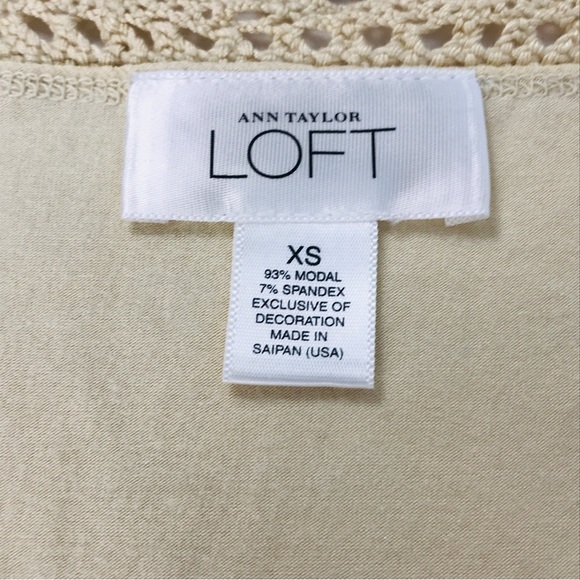 ANN TAYLOR
LOFT
XS
93% MODAL
7% SPANDEX
EXCLUSIVE OF
DECORATION
MADE IN
SAIPAN (USA)